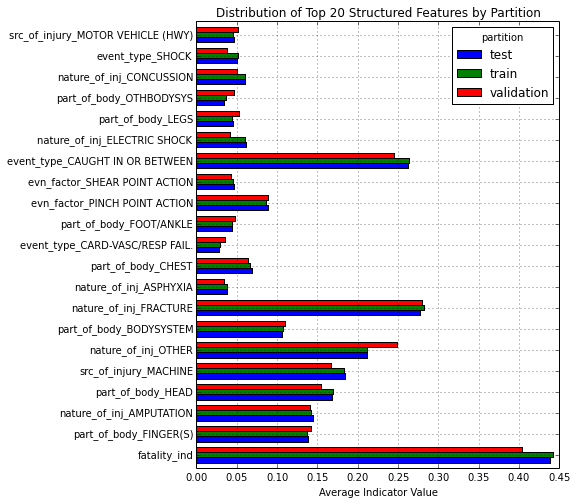 Distribution of Top 20 Structured Features by Partition
partition
test
train
validation
src_of_injury_MOTOR VEHICLE (HWY)
event_type_SHOCK
nature_of_inj_CONCUSSION
part_of_body_OTHBODYSYS
part_of_body_LEGS
nature_of_inj_ELECTRIC SHOCK
event_type_CAUGHT IN OR BETWEEN
evn_factor_SHEAR POINT ACTION
evn_factor_PINCH POINT ACTION
part_of_body_FOOT/ANKLE
event_type_CARD-VASC/RESP FAIL.
part_of_body_CHEST
nature_of_inj_ASPHYXIA
nature_of_inj_FRACTURE
part_of_body_BODYSYSTEM
nature_of_inj_OTHER
src_of_injury_MACHINE
part_of_body_HEAD
nature_of_inj_AMPUTATION
part_of_body_FINGER(S)
fatality_ind
0.00 0.05 0.10 0.15 0.20 0.25 0.30 0.35 0.40 0.45
Average Indicator Value